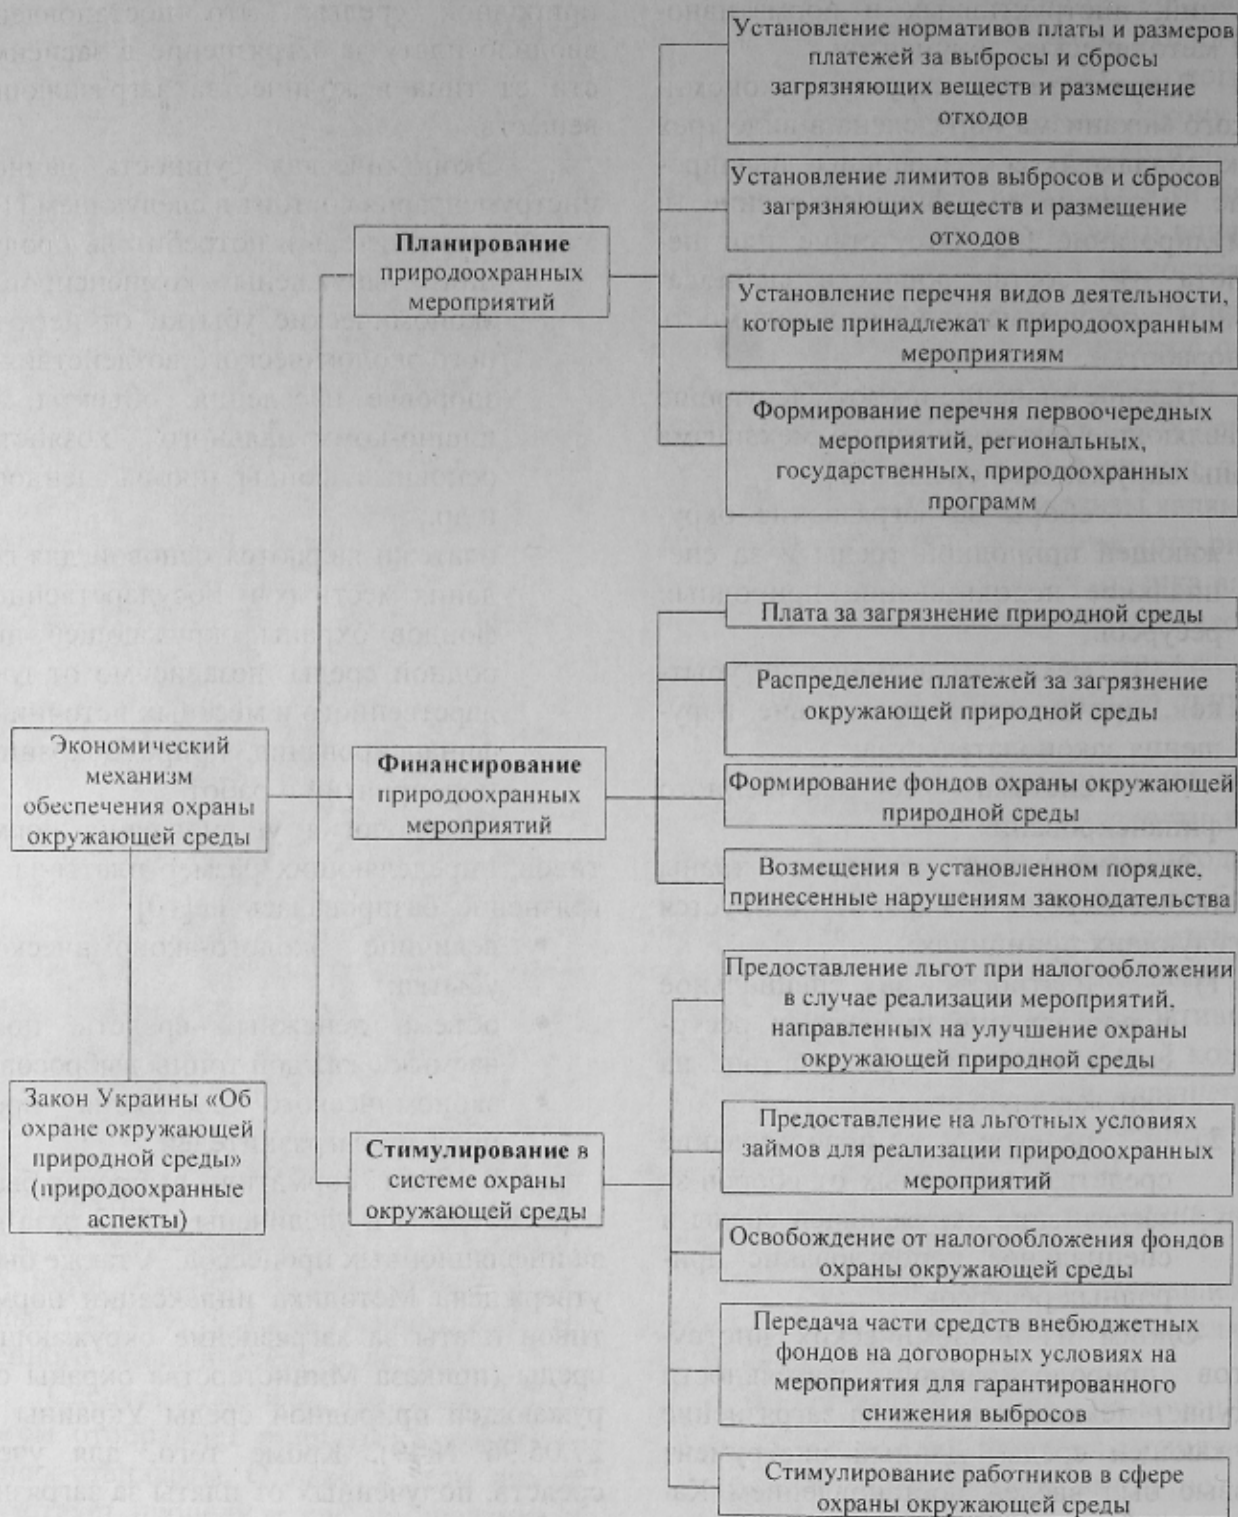 Установление нормативов платы и размеров
платежей за выбросы и сбросы
загрязняющих веществ и размещение
отходов
Установление лимитов выбросов и сбросов
загрязняющих веществ и размещение
отходов
Планирование
природоохранных
мероприятий
Установление перечня видов деятельности,
которые принадлежат к природоохранным
мероприятиям
Формирование перечня первоочередных
мероприятий, региональных,
государственных, природоохранных
программ
Плата за загрязнение природной среды
Распределение платежей за загрязнение
окружающей природной среды
Экономический
механизм
обеспечения охраны
окружающей среды
Финансирование
природоохранных
мероприятий
Формирование фондов охраны окружающей
природной среды
Возмещения в установленном порядке,
принесенные нарушениям законодательства
Предоставление льгот при налогообложении
в случае реализации мероприятий,
направленных на улучшение охраны
окружающей природной среды
Закон Украины «Об
охране окружающей
природной среды»
(природоохранные
аспекты)
Стимулирование в
системе охраны
окружающей среды
Предоставление на льготных условиях
займов для реализации природоохранных
мероприятий
Освобождение от налогообложения фондов
охраны окружающей среды
Передача части средств внебюджетных
фондов на договорных условиях на
мероприятия для гарантированного
снижения выбросов
Стимулирование работников в сфере
охраны окружающей среды